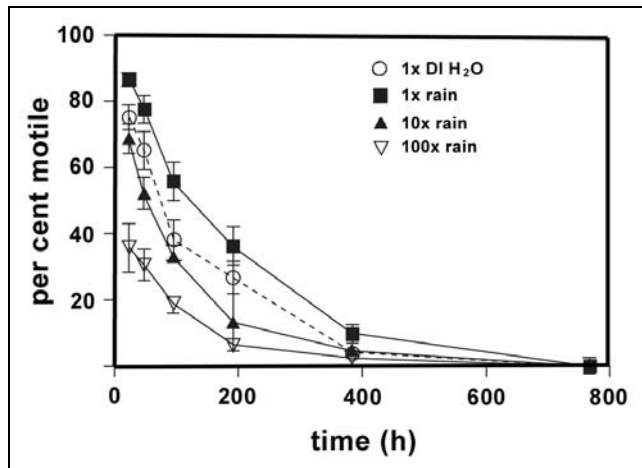 100
80
60
40
20
0
200
400
600
800
per cent motile
time (h)
1x DI H₂O
1x rain
10x rain
100x rain